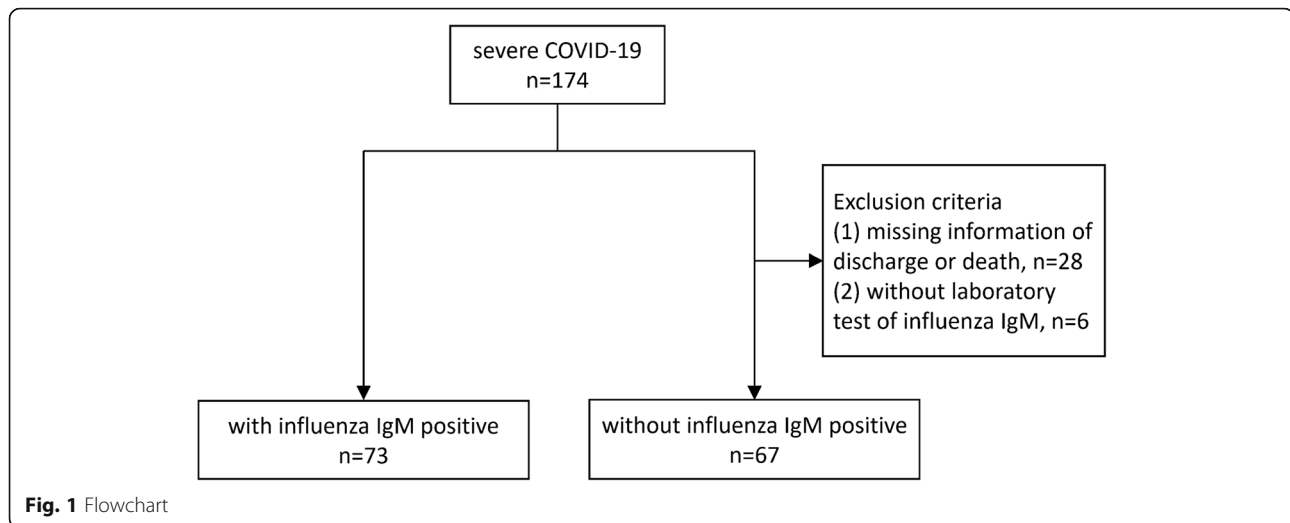 severe COVID-19
n=174
Exclusion criteria
(1) missing information of
discharge or death, n=28
(2) without laboratory
test of influenza IgM, n=6
with influenza IgM positive
n=73
without influenza IgM positive
n=67
Fig. 1 Flowchart